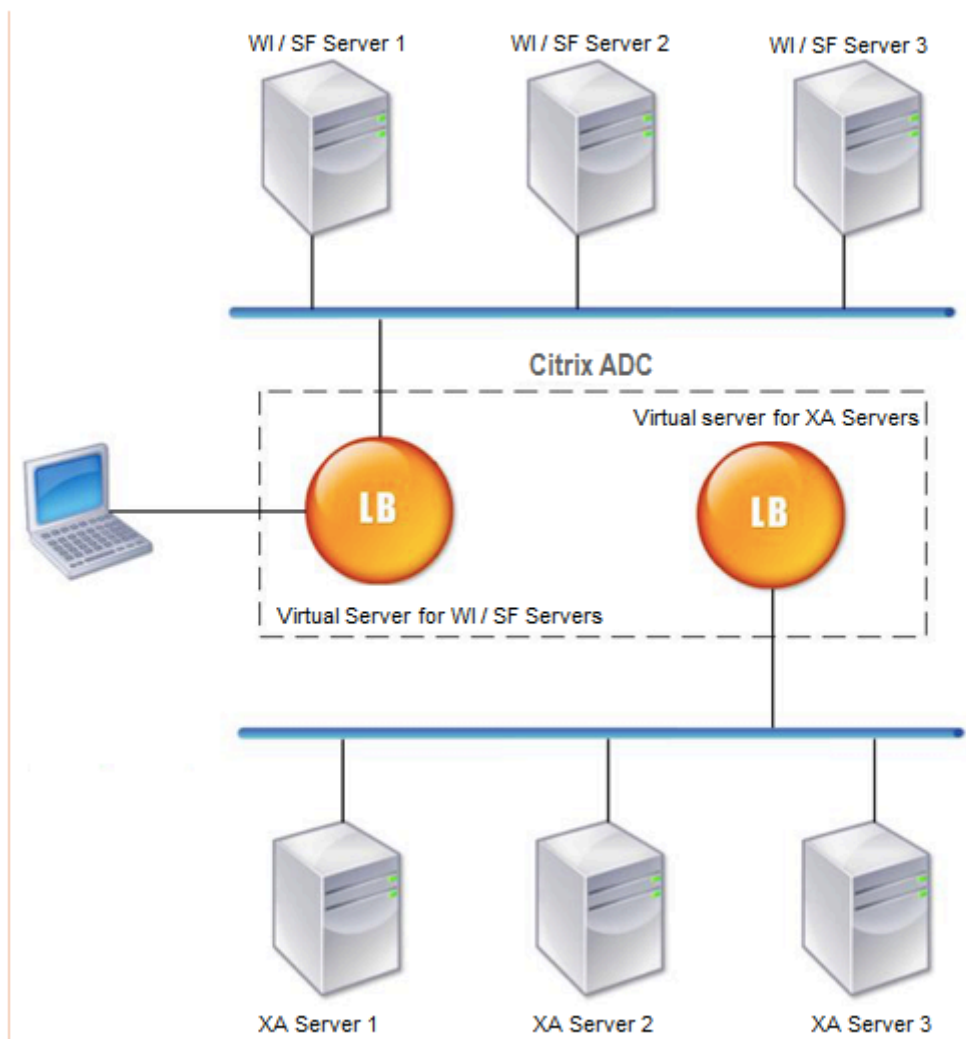 WI / SF Server 1
WI / SF Server 2
WI / SF Server 3
Citrix ADC
Virtual server for XA Servers
LB
LB
Virtual Server for WI / SF Servers
XA Server 1
XA Server 2
XA Server 3